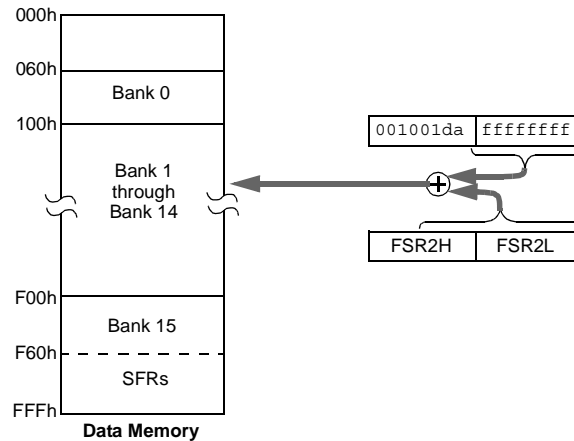 000h
060h
Bank 0
100h
001001da ffffffff
Bank 1
through
Bank 14
FSR2H FSR2L
F00h
Bank 15
F60h
SFRs
FFFh
Data Memory